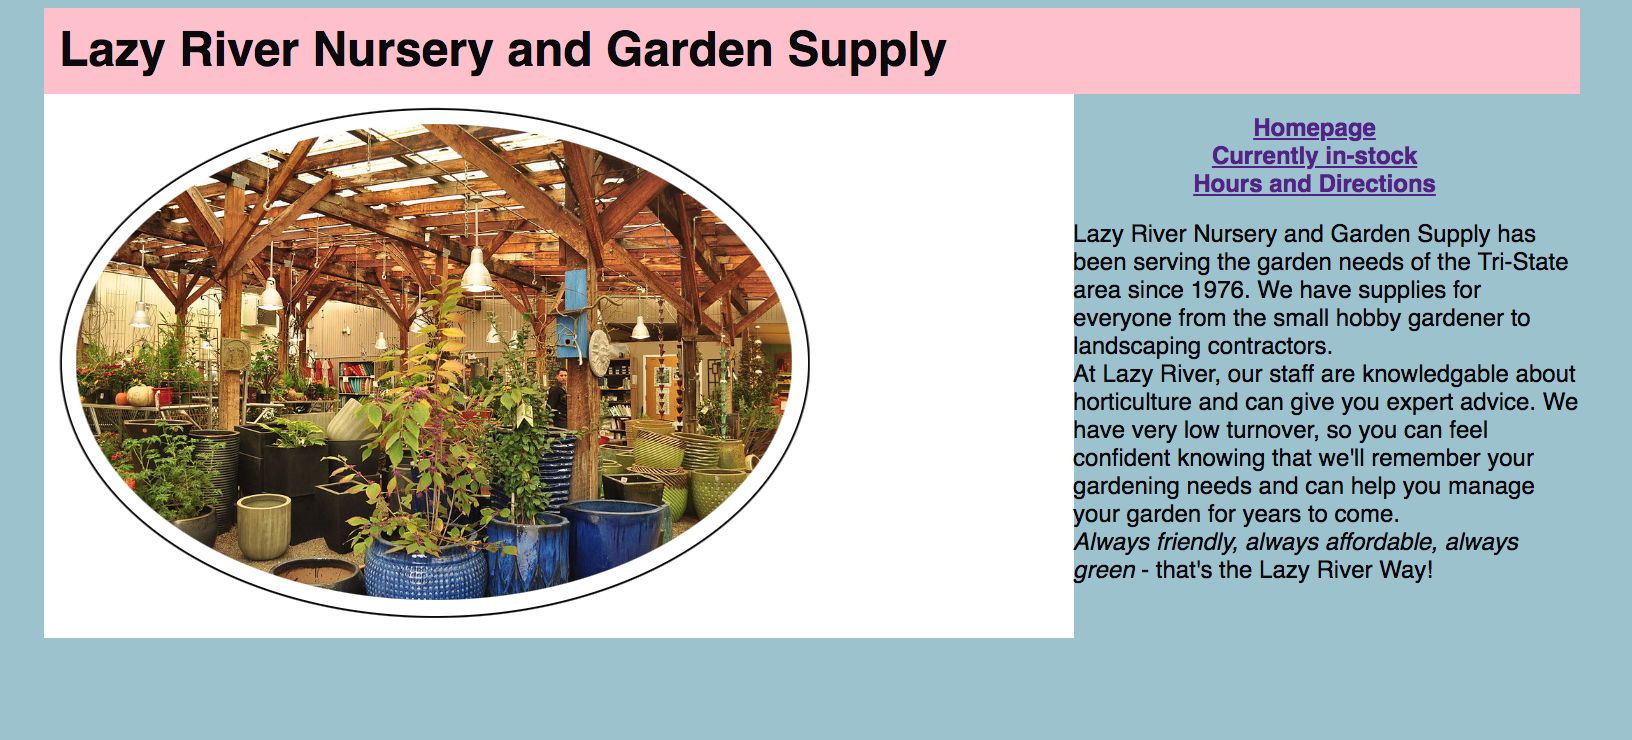 Lazy River Nursery and Garden Supply
Homepage
Currently in-stock
Hours and Directions
Lazy River Nursery and Garden Supply has
been serving the garden needs of the Tri-State
area since 1976. We have supplies for
everyone from the small hobby gardener to
landscaping contractors.
At Lazy River, our staff are knowledgable about
horticulture and can give you expert advice. We
have very low turnover, so you can feel
confident knowing that we'll remember your
gardening needs and can help you manage
your garden for years to come.
Always friendly, always affordable, always
green - that's the Lazy River Way!